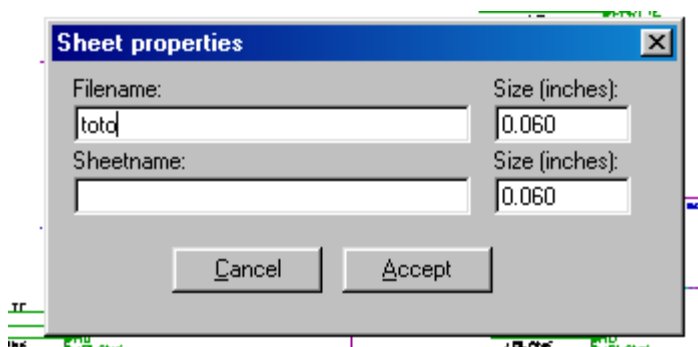 Sheet properties
Filename: Size (inches):
toto 0.060
Sheetname: Size (inches):
0.060
Cancel Accept